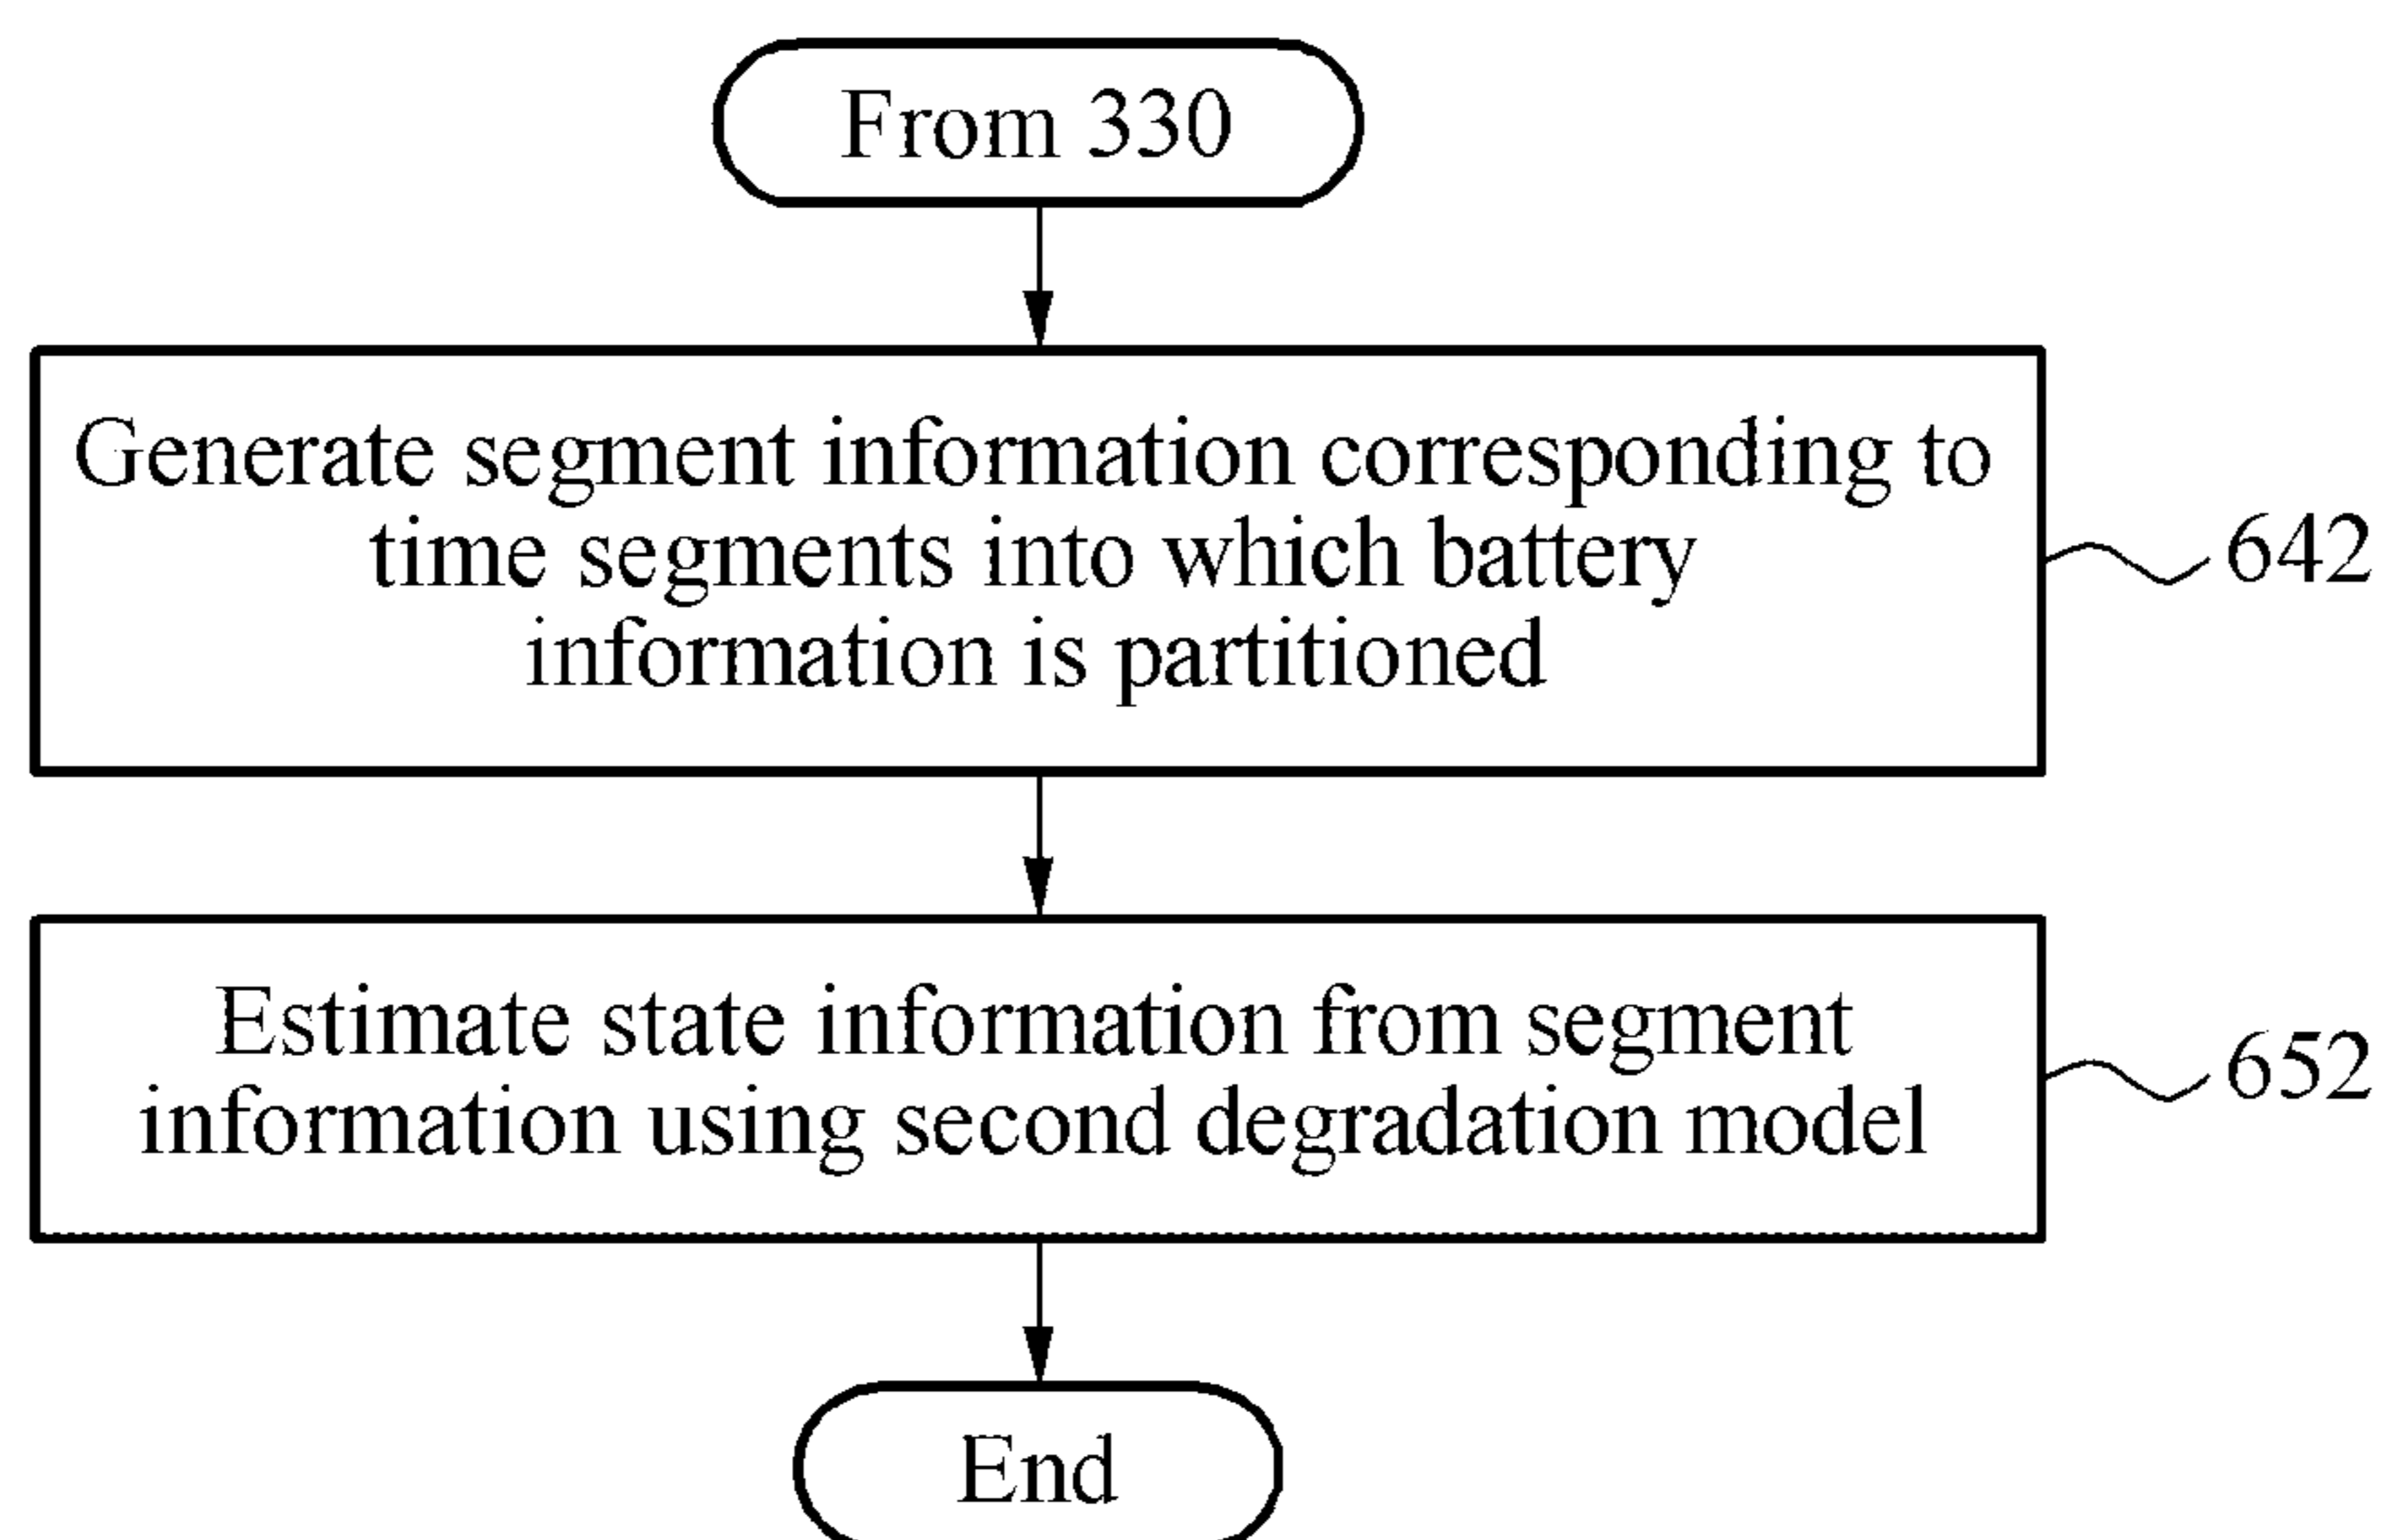 From 330
Generate segment information corresponding to
time segments into which battery
information is partitioned
642
Estimate state information from segment
information using second degradation model
652
End